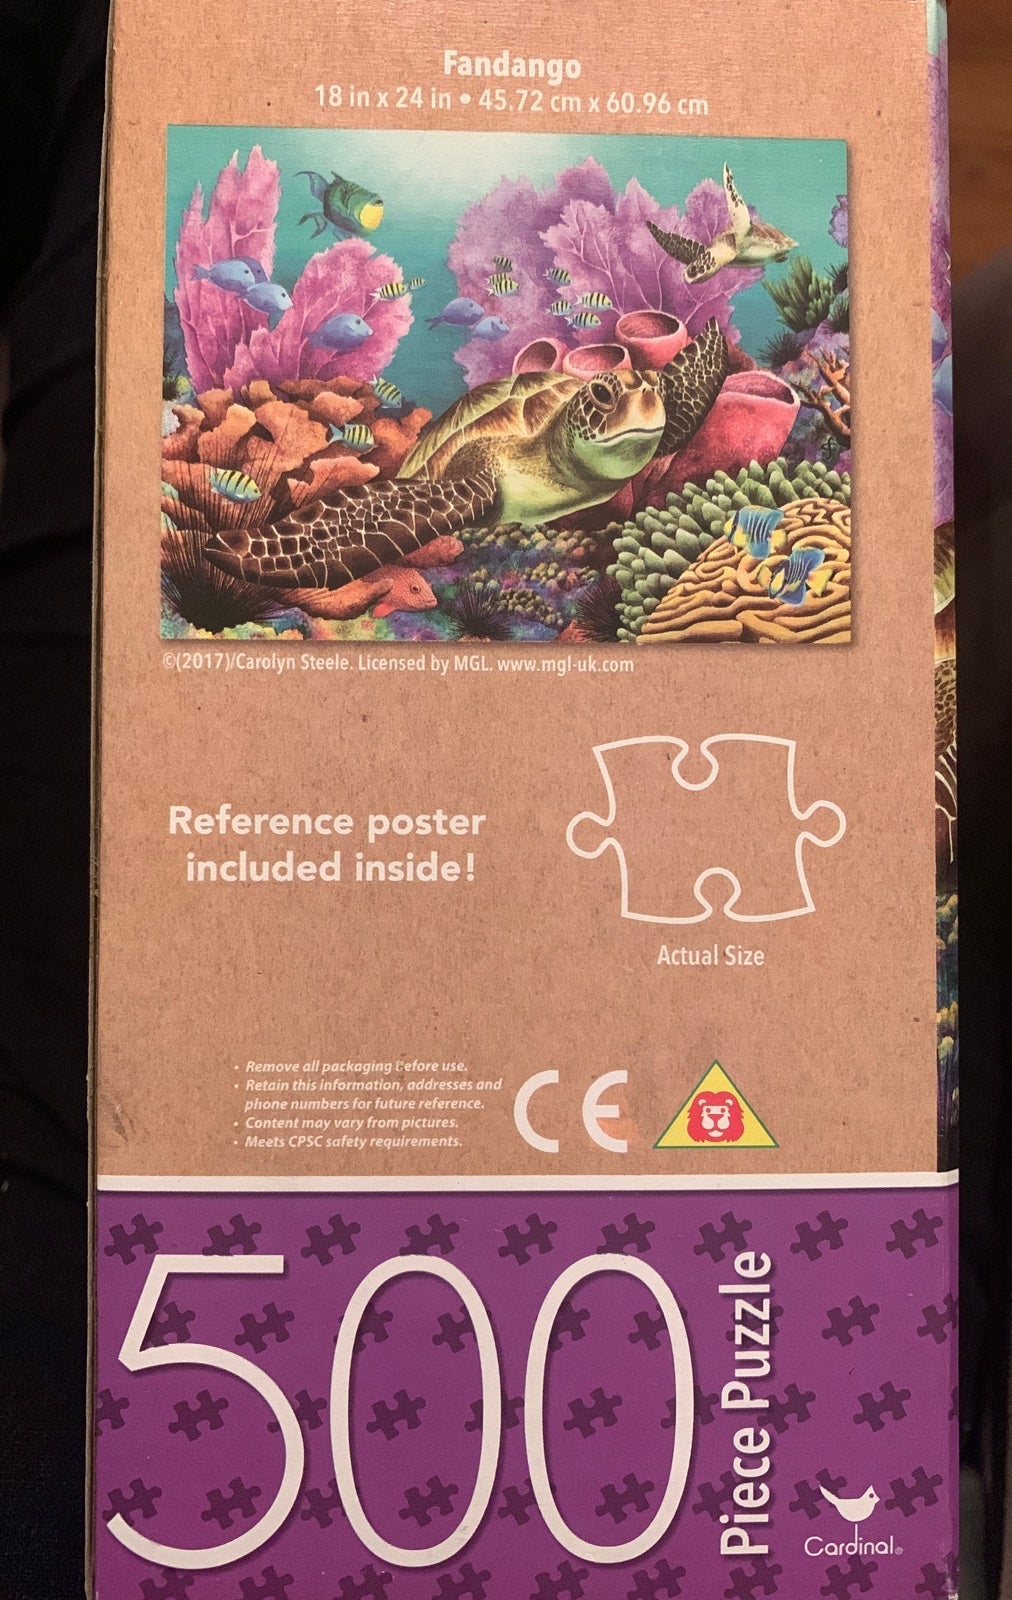 Fandango
18 in x 24 in • 45.72 cm x 60.96 cm
©(2017)/Carolyn Steele. Licensed by MGL. www.mgl-uk.com
Reference poster
included inside!
Actual Size
• Remove all packaging before use.
• Retain this information, addresses and
phone numbers for future reference.
• Content may vary from pictures.
• Meets CPSC safety requirements.
CE
500
Piece Puzzle
Cardinal®